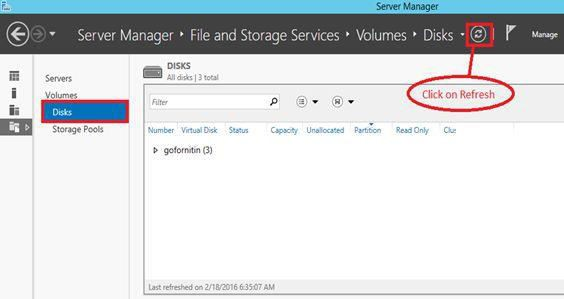 Server Manager
Server Manager ▸ File and Storage Services ▸ Volumes ▸ Disks
Manage
Click on Refresh
Servers
Volumes
Disks
Storage Pools
DISKS
All disks | 3 total
Filter
Number Virtual Disk Status Capacity Unallocated Partition Read Only Clus
gofornitin (3)
Last refreshed on 2/18/2016 6:35:07 AM